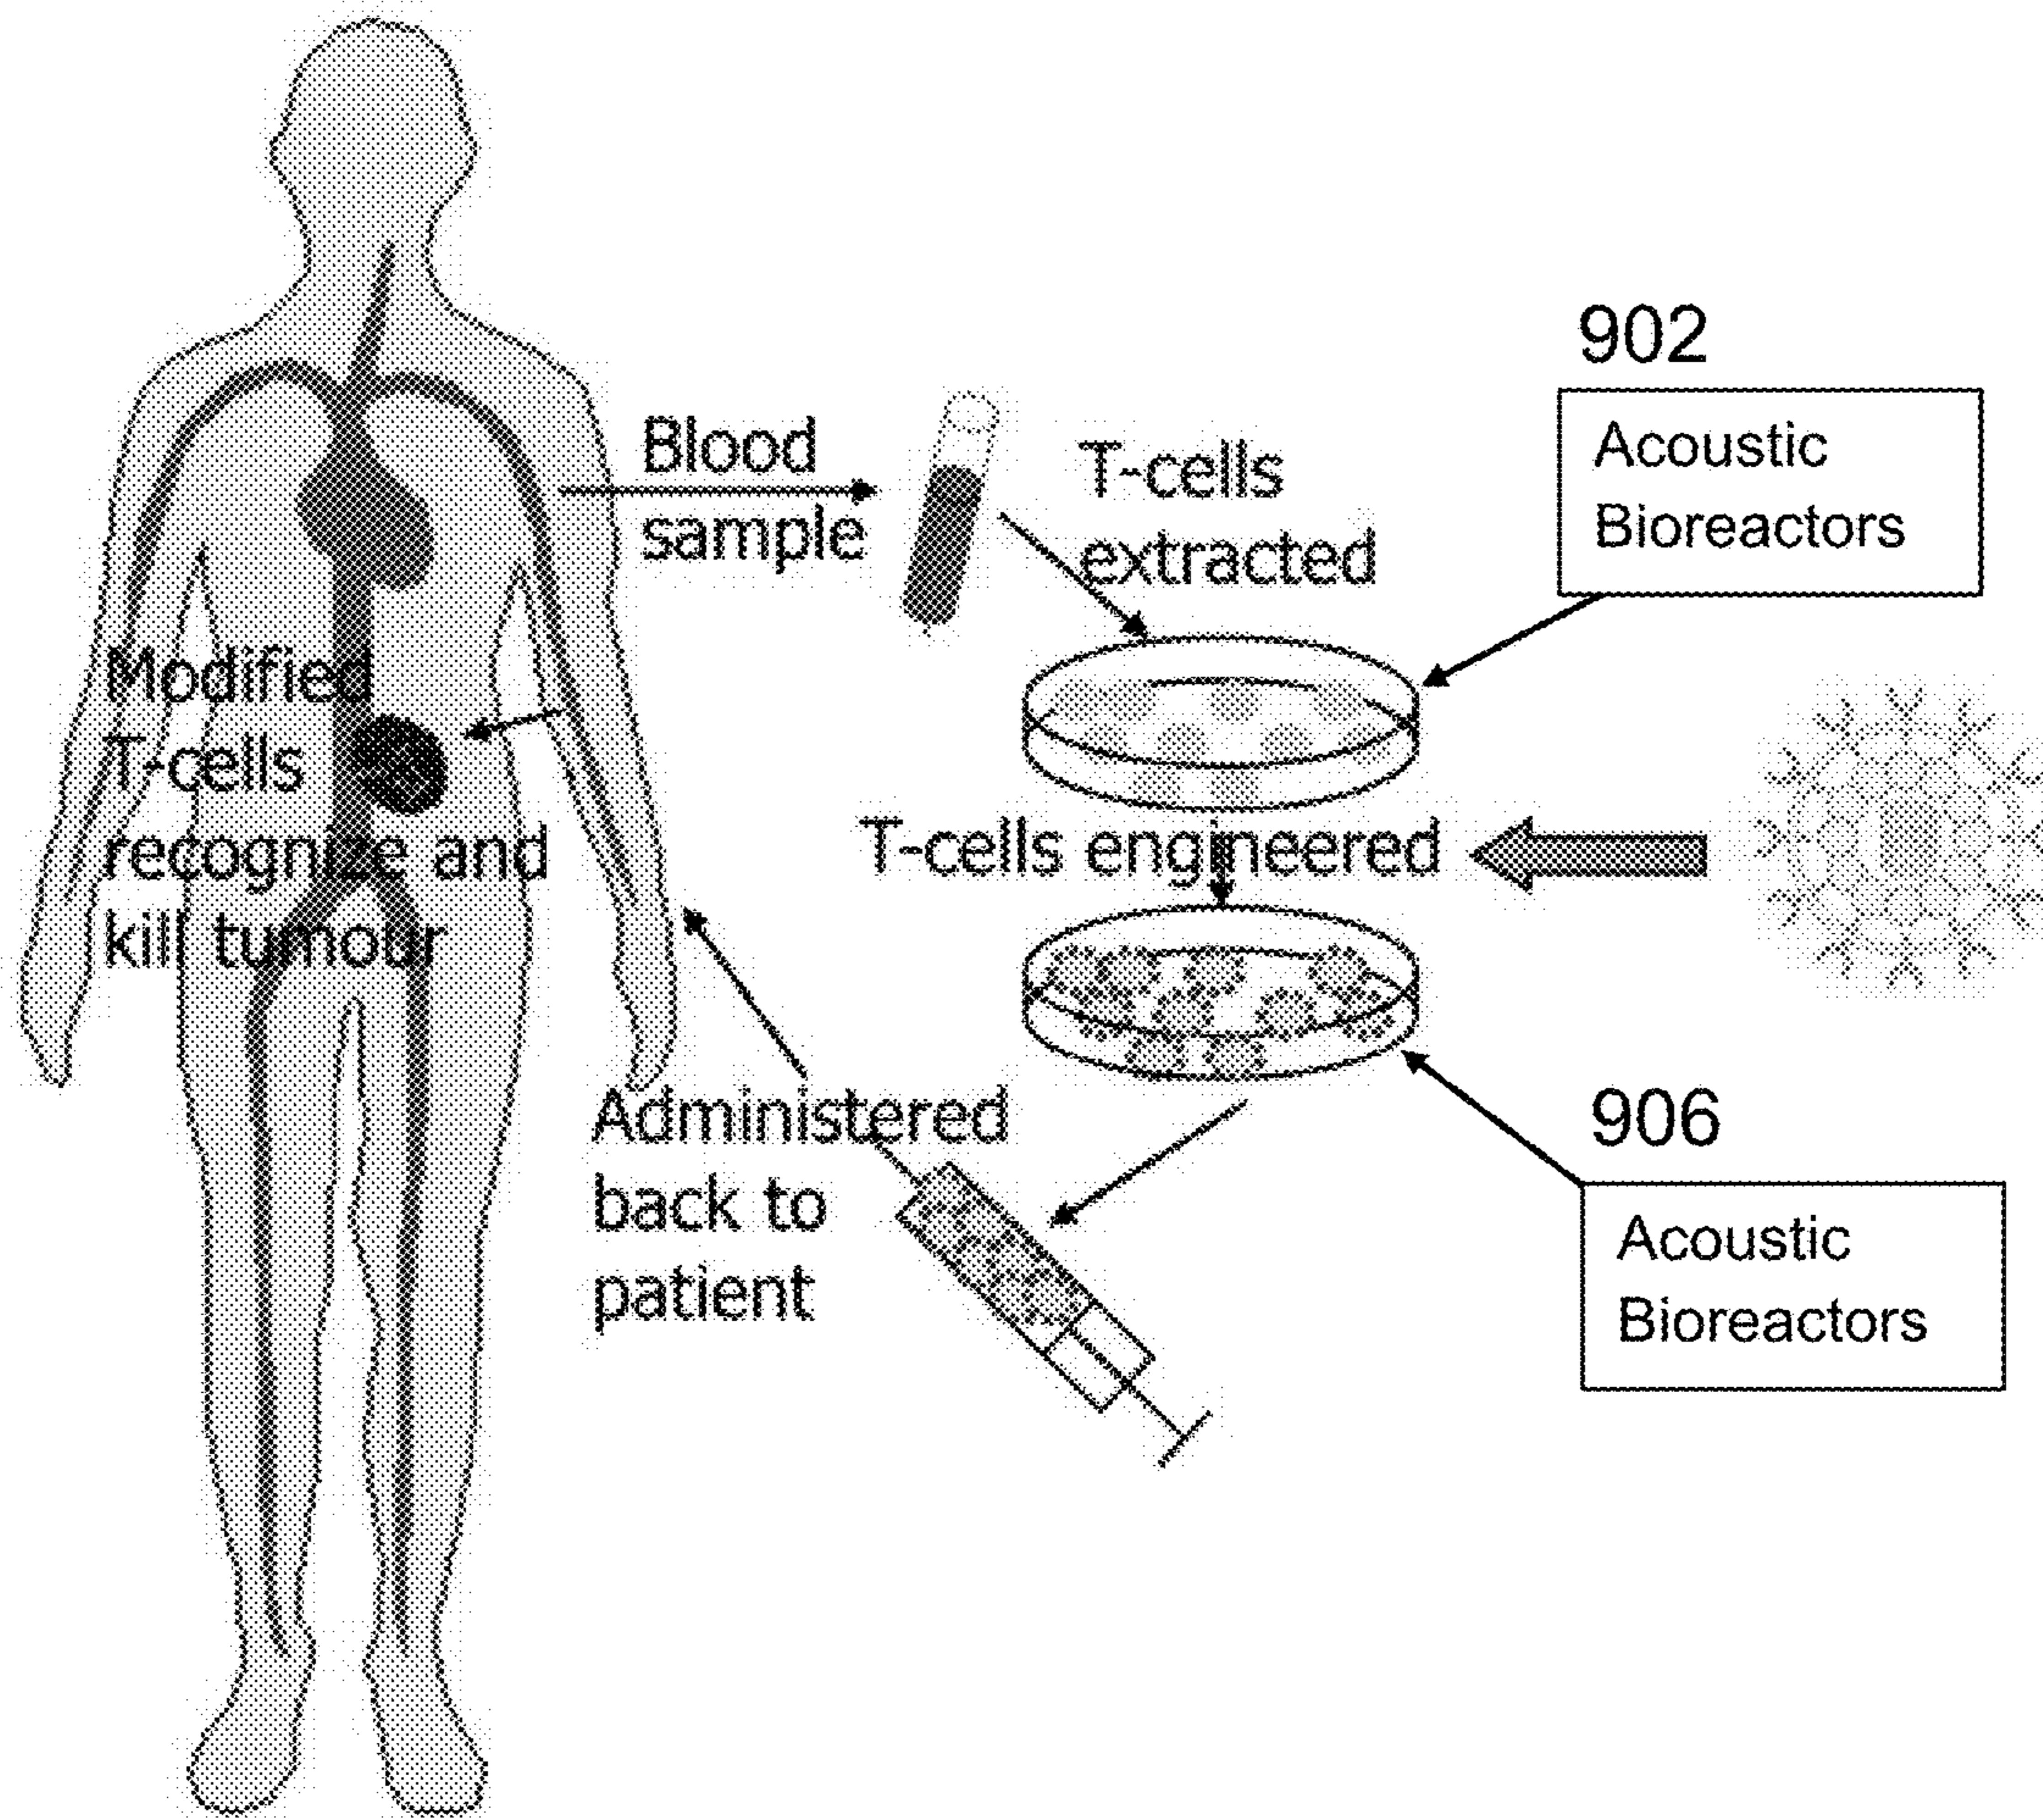 902
Acoustic
Bioreactors
Blood
sample
T-cells
extracted
Modified
T-cells
recognize and
kill tumour
T-cells engineered
906
Acoustic
Bioreactors
Administered
back to
patient